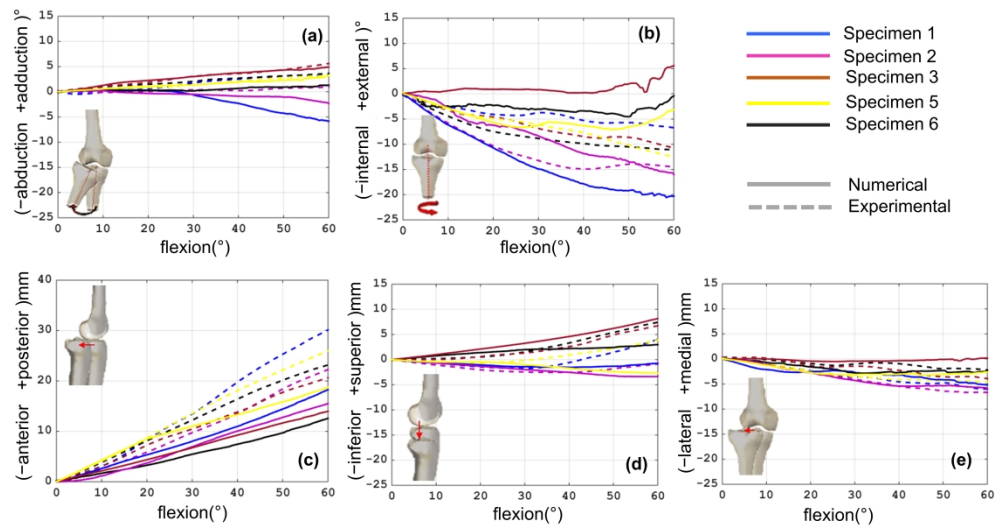 (−abduction +adduction )°
15
10
5
0
−5
−10
−15
−20
−25
(a)
0 10 20 30 40 50 60
flexion(°)
(−internal +external )°
15
10
5
0
−5
−10
−15
−20
−25
(b)
0 10 20 30 40 50 60
flexion(°)
Specimen 1
Specimen 2
Specimen 3
Specimen 5
Specimen 6
Numerical
Experimental
(−anterior +posterior )mm
40
30
20
10
0
(c)
0 10 20 30 40 50 60
flexion(°)
(−inferior +superior )mm
15
10
5
0
−5
−10
−15
−20
−25
(d)
0 10 20 30 40 50 60
flexion(°)
(−lateral +medial )mm
15
10
5
0
−5
−10
−15
−20
−25
(e)
0 10 20 30 40 50 60
flexion(°)